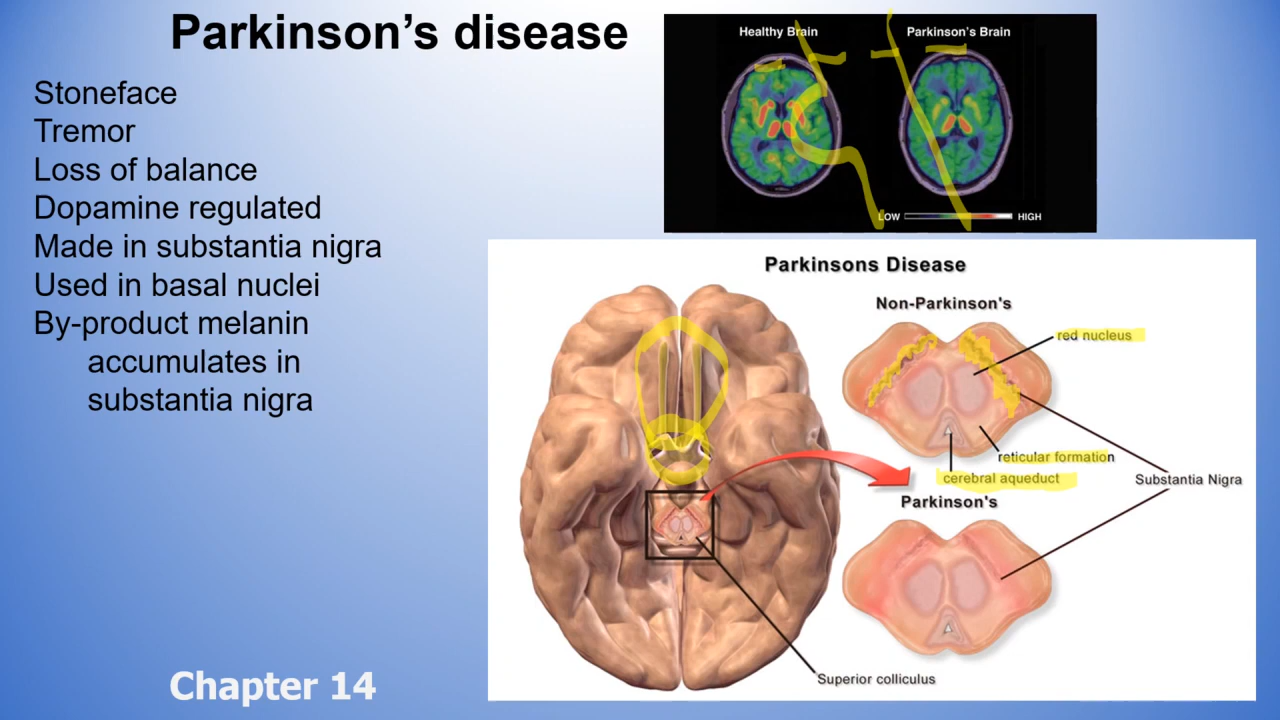 Parkinson's disease
Stoneface
Tremor
Loss of balance
Dopamine regulated
Made in substantia nigra
Used in basal nuclei
By-product melanin
accumulates in
substantia nigra
Chapter 14
Healthy Brain
Parkinson's Brain
LOW
HIGH
Parkinsons Disease
Non-Parkinson's
red nucleus
reticular formation
cerebral aqueduct
Substantia Nigra
Parkinson's
Superior colliculus